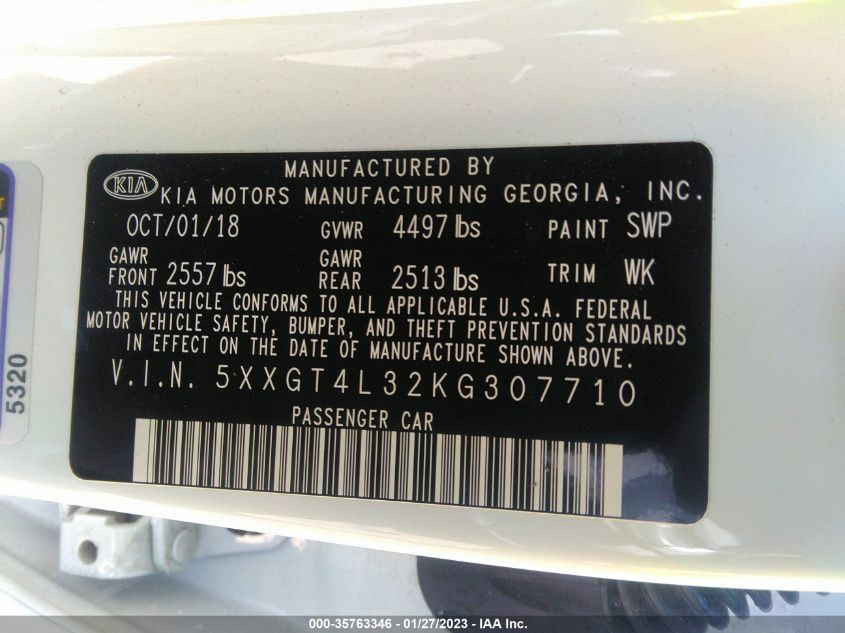 MANUFACTURED BY
KIA KIA MOTORS MANUFACTURING GEORGIA, INC.
OCT/01/18 GVWR 4497 lbs PAINT SWP
GAWR FRONT 2557 lbs GAWR REAR 2513 lbs TRIM WK
THIS VEHICLE CONFORMS TO ALL APPLICABLE U.S.A. FEDERAL
MOTOR VEHICLE SAFETY, BUMPER, AND THEFT PREVENTION STANDARDS
IN EFFECT ON THE DATE OF MANUFACTURE SHOWN ABOVE.
V.I.N. 5XXGT4L32KG307710
PASSENGER CAR
5320
000-35763346 - 01/27/2023 - IAA Inc.